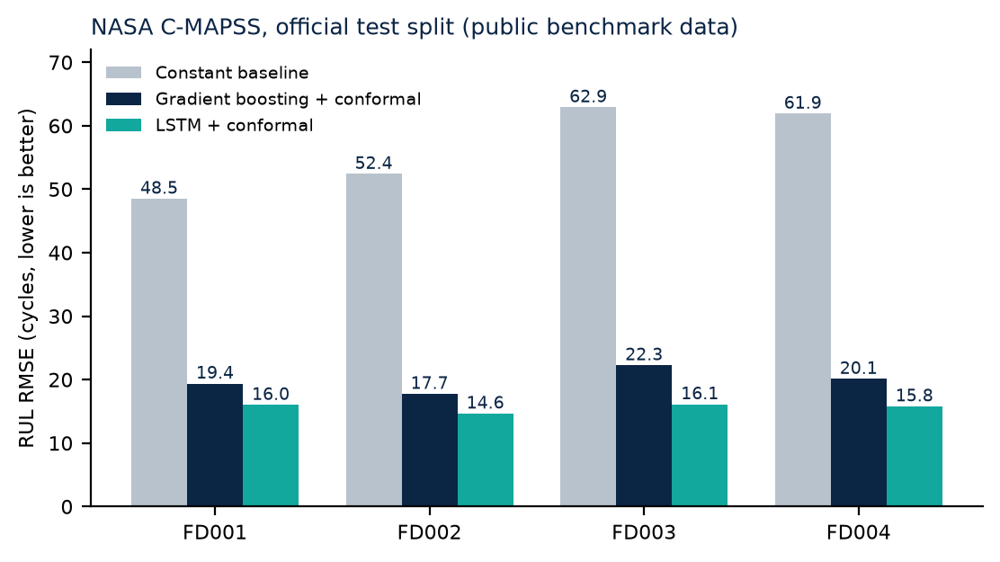 NASA C-MAPSS, official test split (public benchmark data)
RUL RMSE (cycles, lower is better)
70
60
50
40
30
20
10
0
Constant baseline
Gradient boosting + conformal
LSTM + conformal
48.5
19.4
16.0
52.4
17.7
14.6
62.9
22.3
16.1
61.9
20.1
15.8
FD001
FD002
FD003
FD004